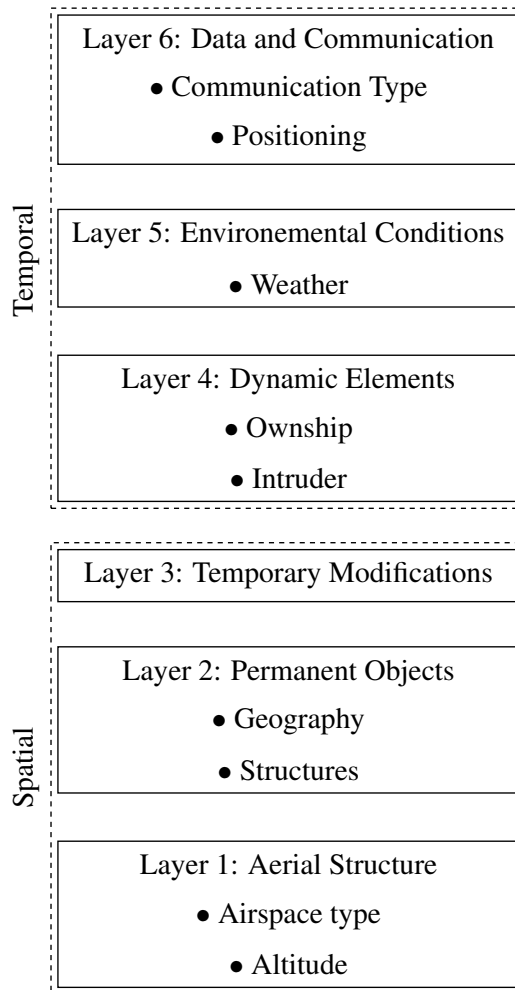 Layer 6: Data and Communication
• Communication Type
• Positioning
Temporal
Layer 5: Environemental Conditions
• Weather
Layer 4: Dynamic Elements
• Ownship
• Intruder
Layer 3: Temporary Modifications
Layer 2: Permanent Objects
• Geography
• Structures
Spatial
Layer 1: Aerial Structure
• Airspace type
• Altitude